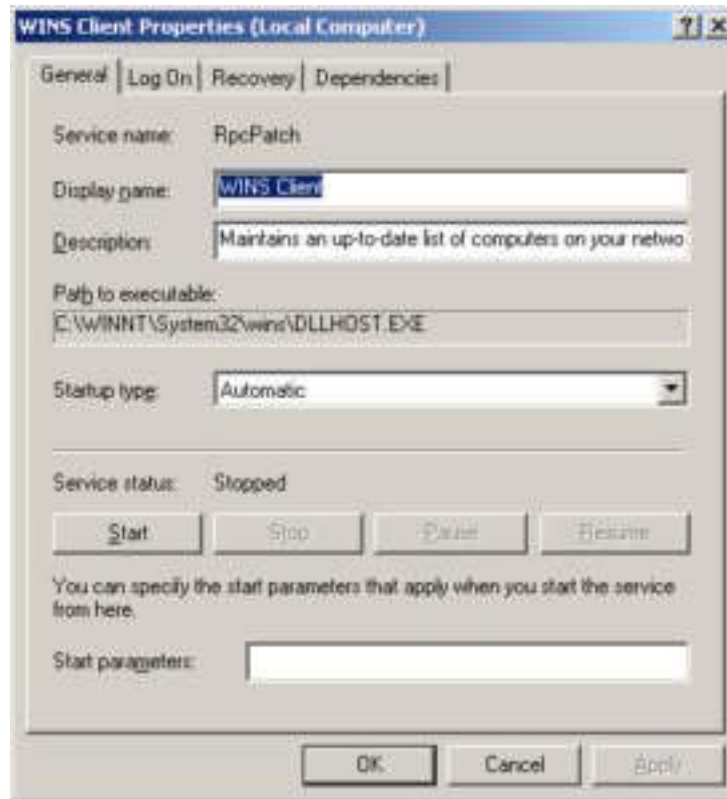 WINS Client Properties (Local Computer)
General Log On Recovery Dependencies
Service name: RpcPatch
Display name: WINS Client
Description: Maintains an up-to-date list of computers on your netwo
Path to executable:
C:\WINNT\System32\wins\DLLHOST.EXE
Startup type: Automatic
Service status: Stopped
Start Stop Pause Resume
You can specify the start parameters that apply when you start the service
from here.
Start parameters:
OK Cancel Apply